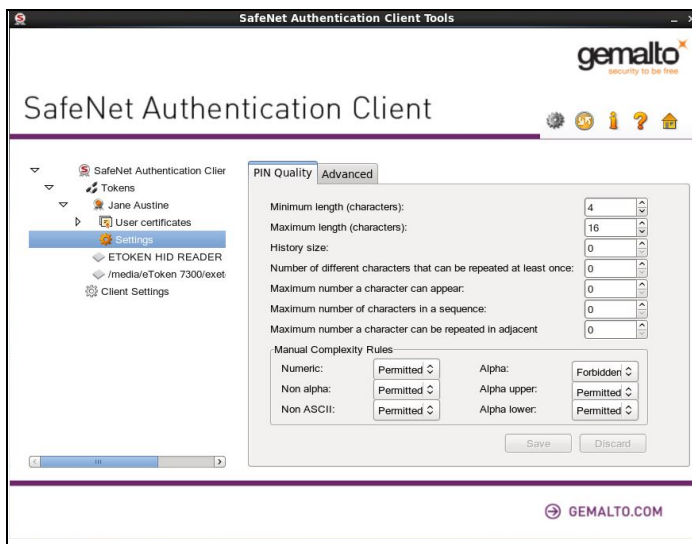 SafeNet Authentication Client Tools
gemalto
security to be free
SafeNet Authentication Client
SafeNet Authentication Clier
Tokens
Jane Austine
User certificates
Settings
ETOKEN HID READER
/media/eToken 7300/exet
Client Settings
PIN Quality Advanced
Minimum length (characters): 4
Maximum length (characters): 16
History size: 0
Number of different characters that can be repeated at least once: 0
Maximum number a character can appear: 0
Maximum number of characters in a sequence: 0
Maximum number a character can be repeated in adjacent 0
Manual Complexity Rules
Numeric: Permitted Alpha: Forbidden
Non alpha: Permitted Alpha upper: Permitted
Non ASCII: Permitted Alpha lower: Permitted
Save Discard
GEMALTO.COM